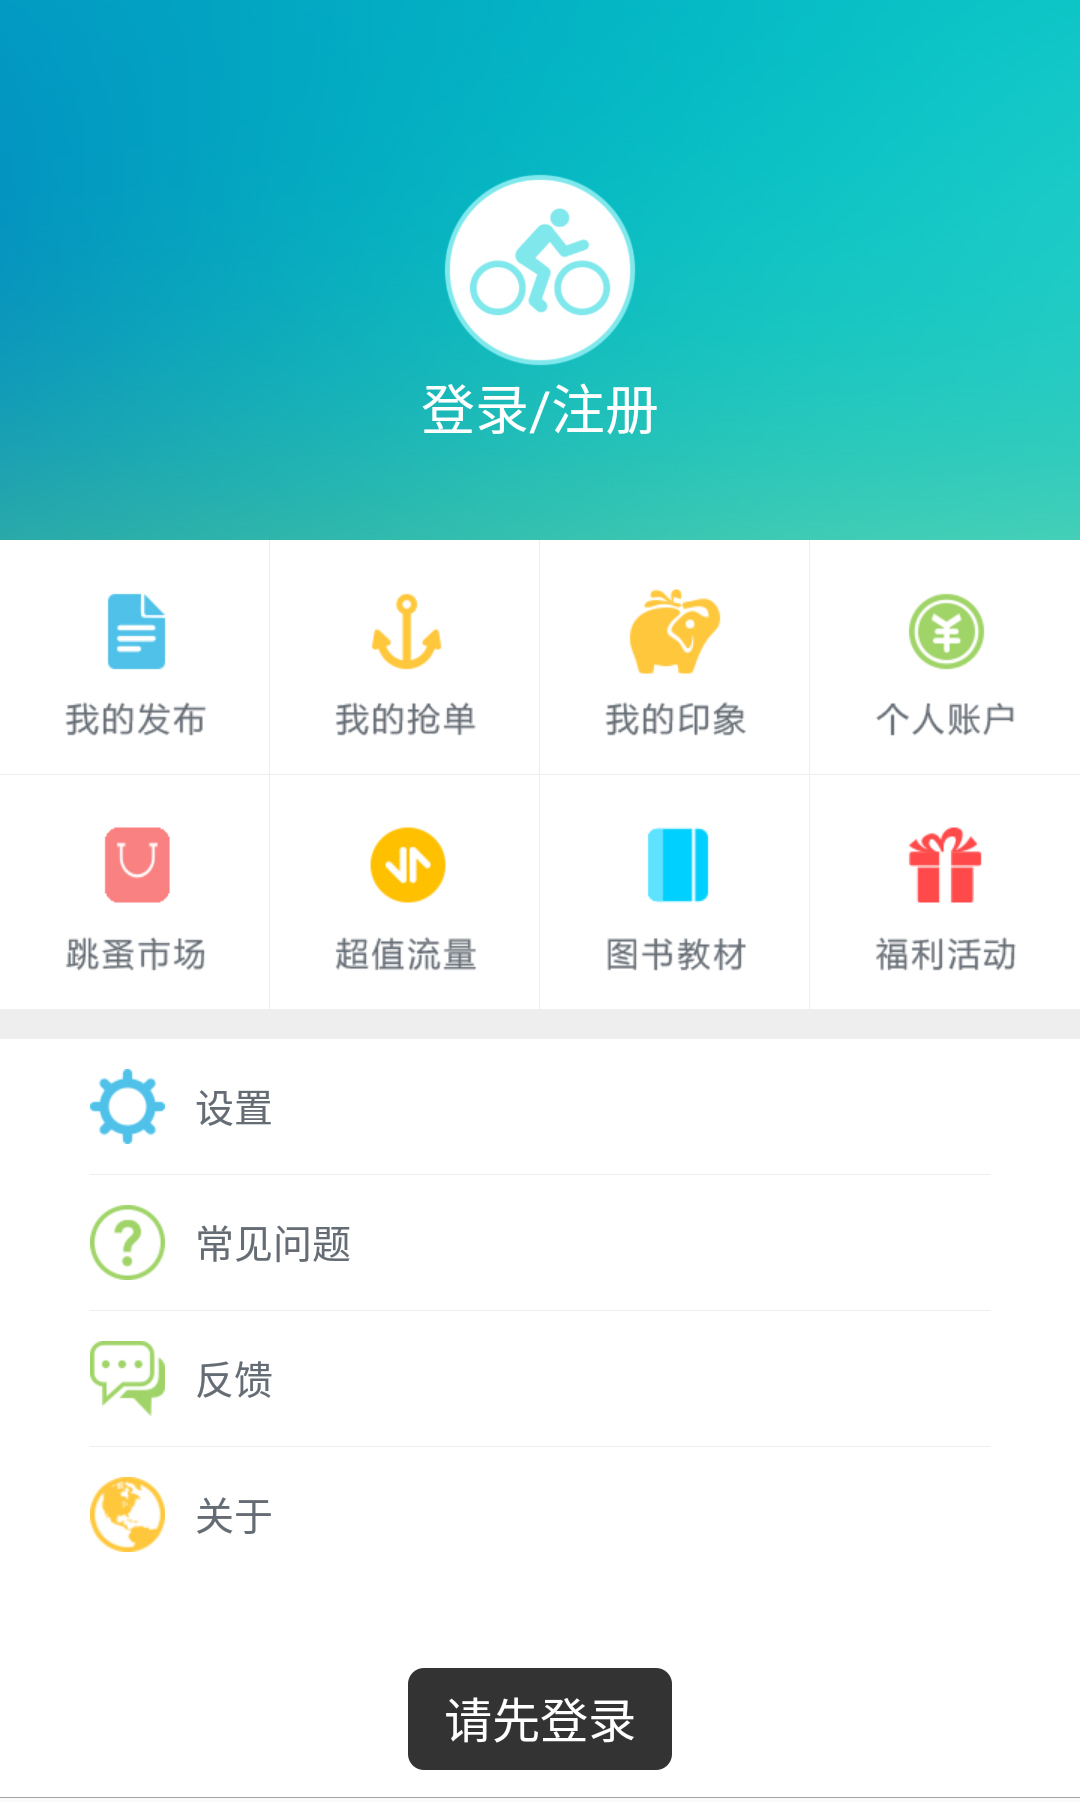 登录/注册
我的发布
我的抢单
我的印象
个人账户
跳蚤市场
超值流量
图书教材
福利活动
设置
常见问题
反馈
关于
请先登录